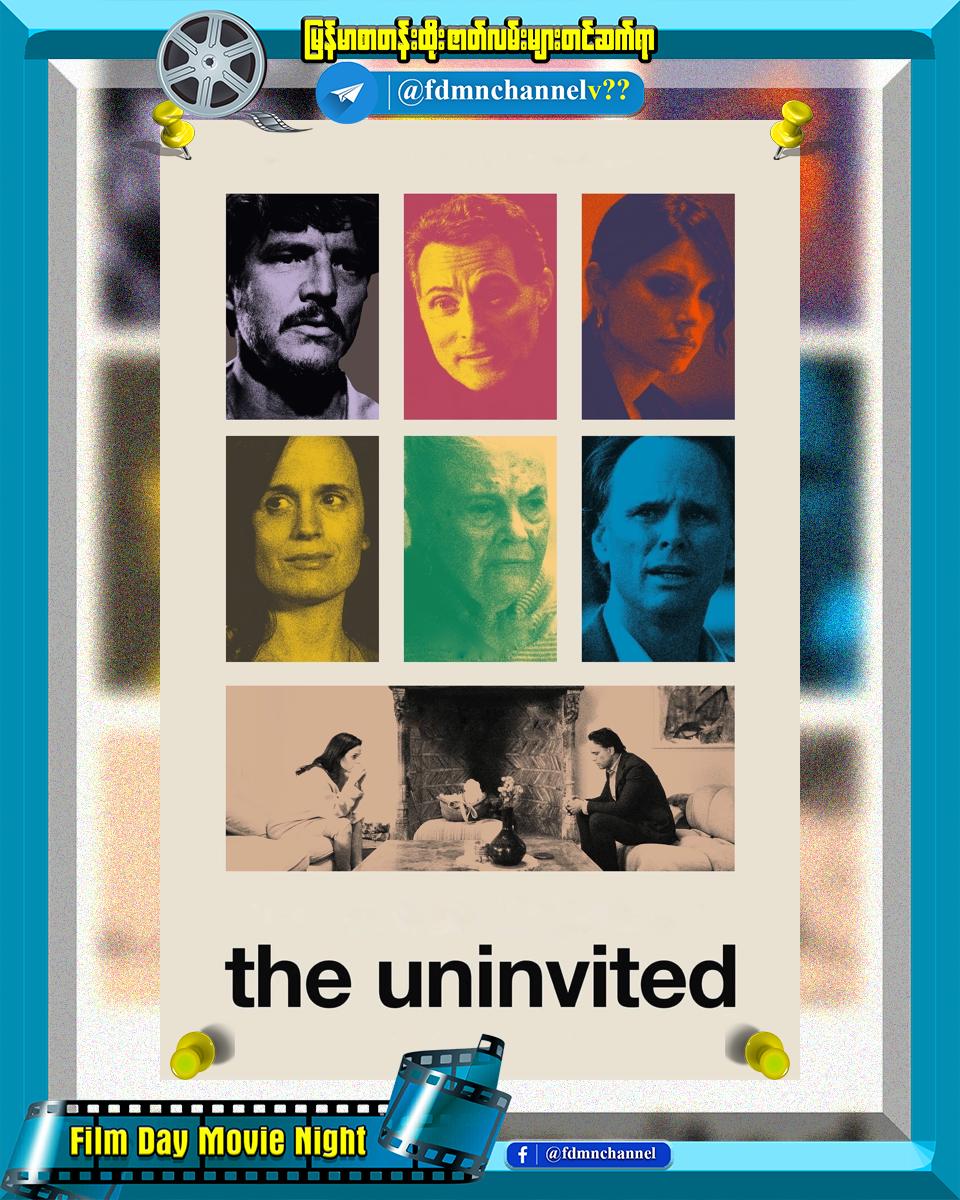 မြန်မာစာတန်းထိုးဇာတ်လမ်းများတင်ဆက်ရာ
@fdmnchannelv??
the uninvited
Film Day Movie Night
f @fdmnchannel